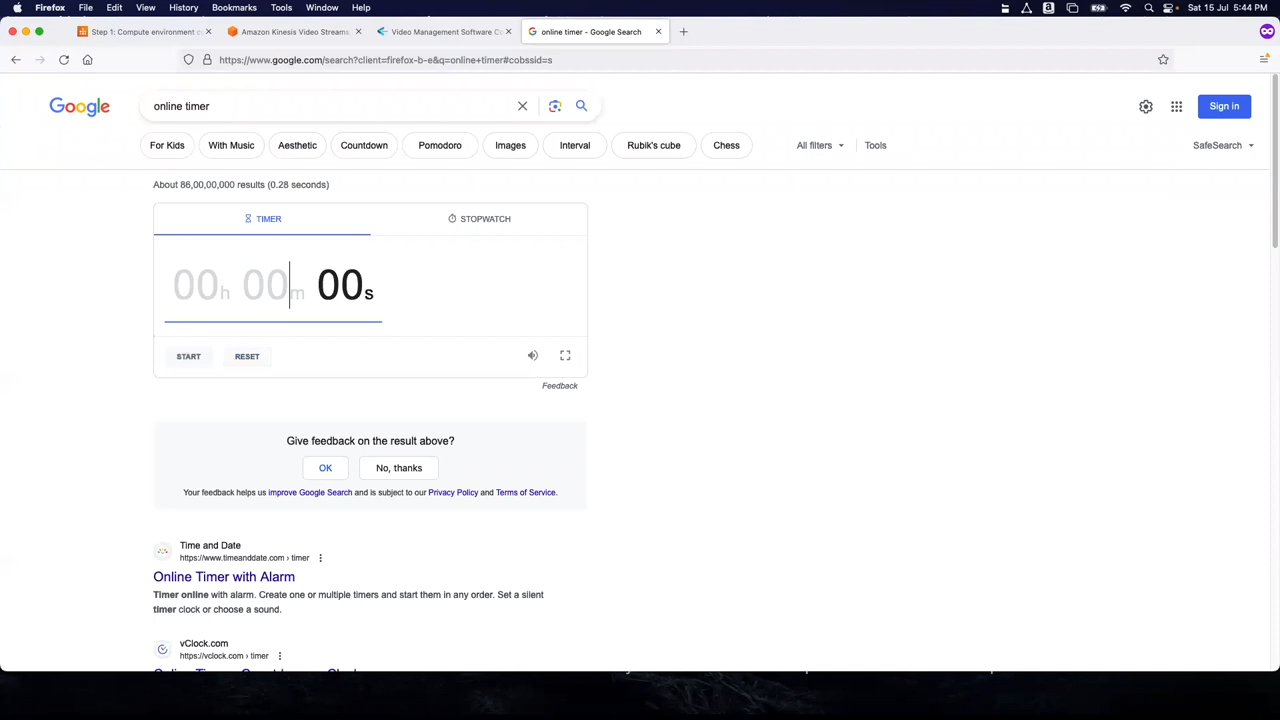 Firefox File Edit View History Bookmarks Tools Window Help Sat 15 Jul 5:44 PM
Step 1: Compute environment c Amazon Kinesis Video Streams Video Management Software Co online timer - Google Search
https://www.google.com/search?client=firefox-b-e&q=online+timer#cobssid=s
Google online timer Sign in
For Kids With Music Aesthetic Countdown Pomodoro Images Interval Rubik's cube Chess All filters Tools SafeSearch
About 86,00,00,000 results (0.28 seconds)
TIMER STOPWATCH
00h 00m 00s
START RESET
Feedback
Give feedback on the result above?
OK No, thanks
Your feedback helps us improve Google Search and is subject to our Privacy Policy and Terms of Service.
Time and Date
https://www.timeanddate.com › timer
Online Timer with Alarm
Timer online with alarm. Create one or multiple timers and start them in any order. Set a silent
timer clock or choose a sound.
vClock.com
https://vclock.com › timer